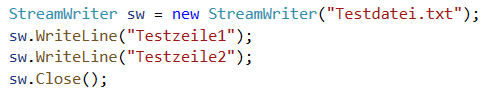 StreamWriter sw = new StreamWriter("Testdatei.txt");
sw.WriteLine("Testzeile1");
sw.WriteLine("Testzeile2");
sw.Close();